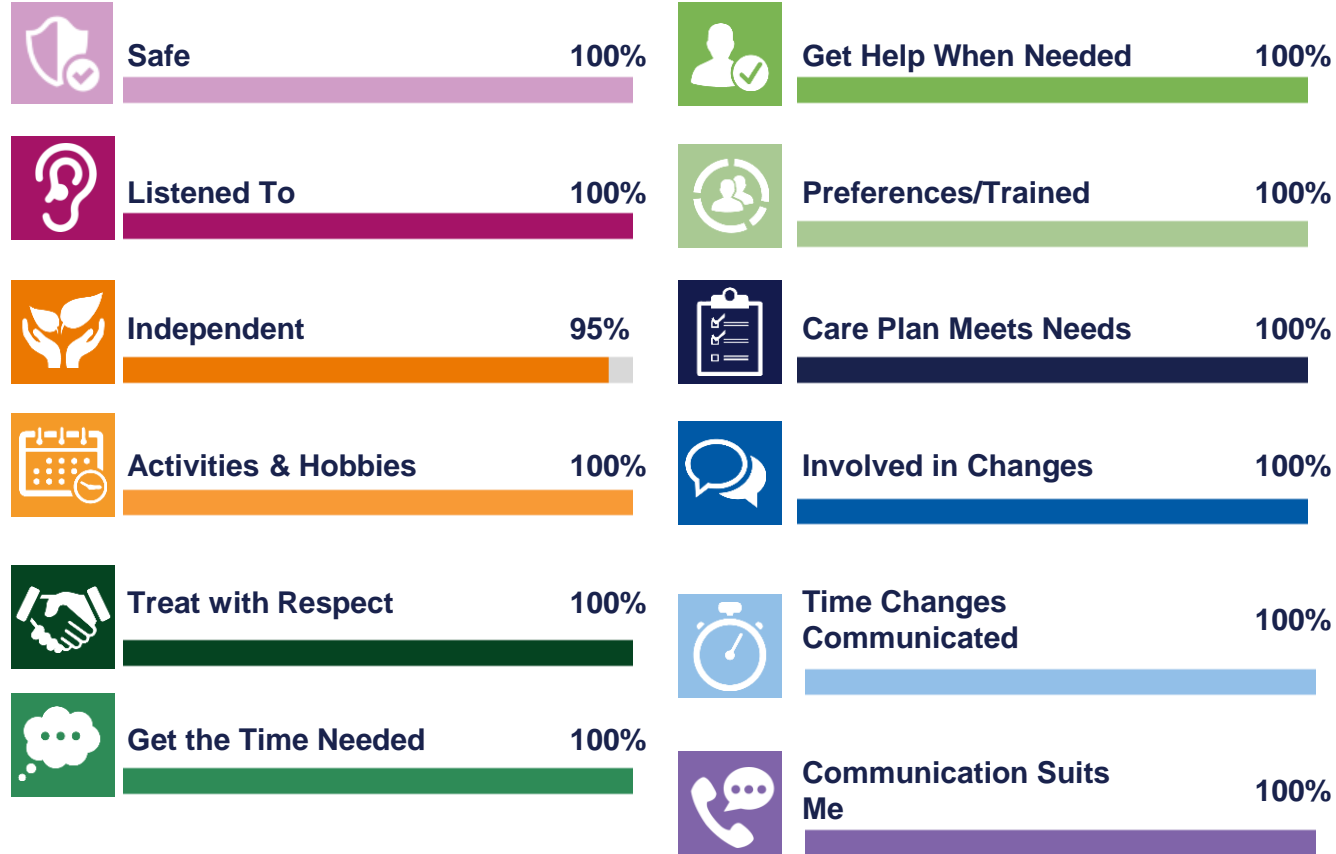 Safe 100%
Listened To 100%
Independent 95%
Activities & Hobbies 100%
Treat with Respect 100%
Get the Time Needed 100%
Get Help When Needed 100%
Preferences/Trained 100%
Care Plan Meets Needs 100%
Involved in Changes 100%
Time Changes
Communicated 100%
Communication Suits
Me 100%